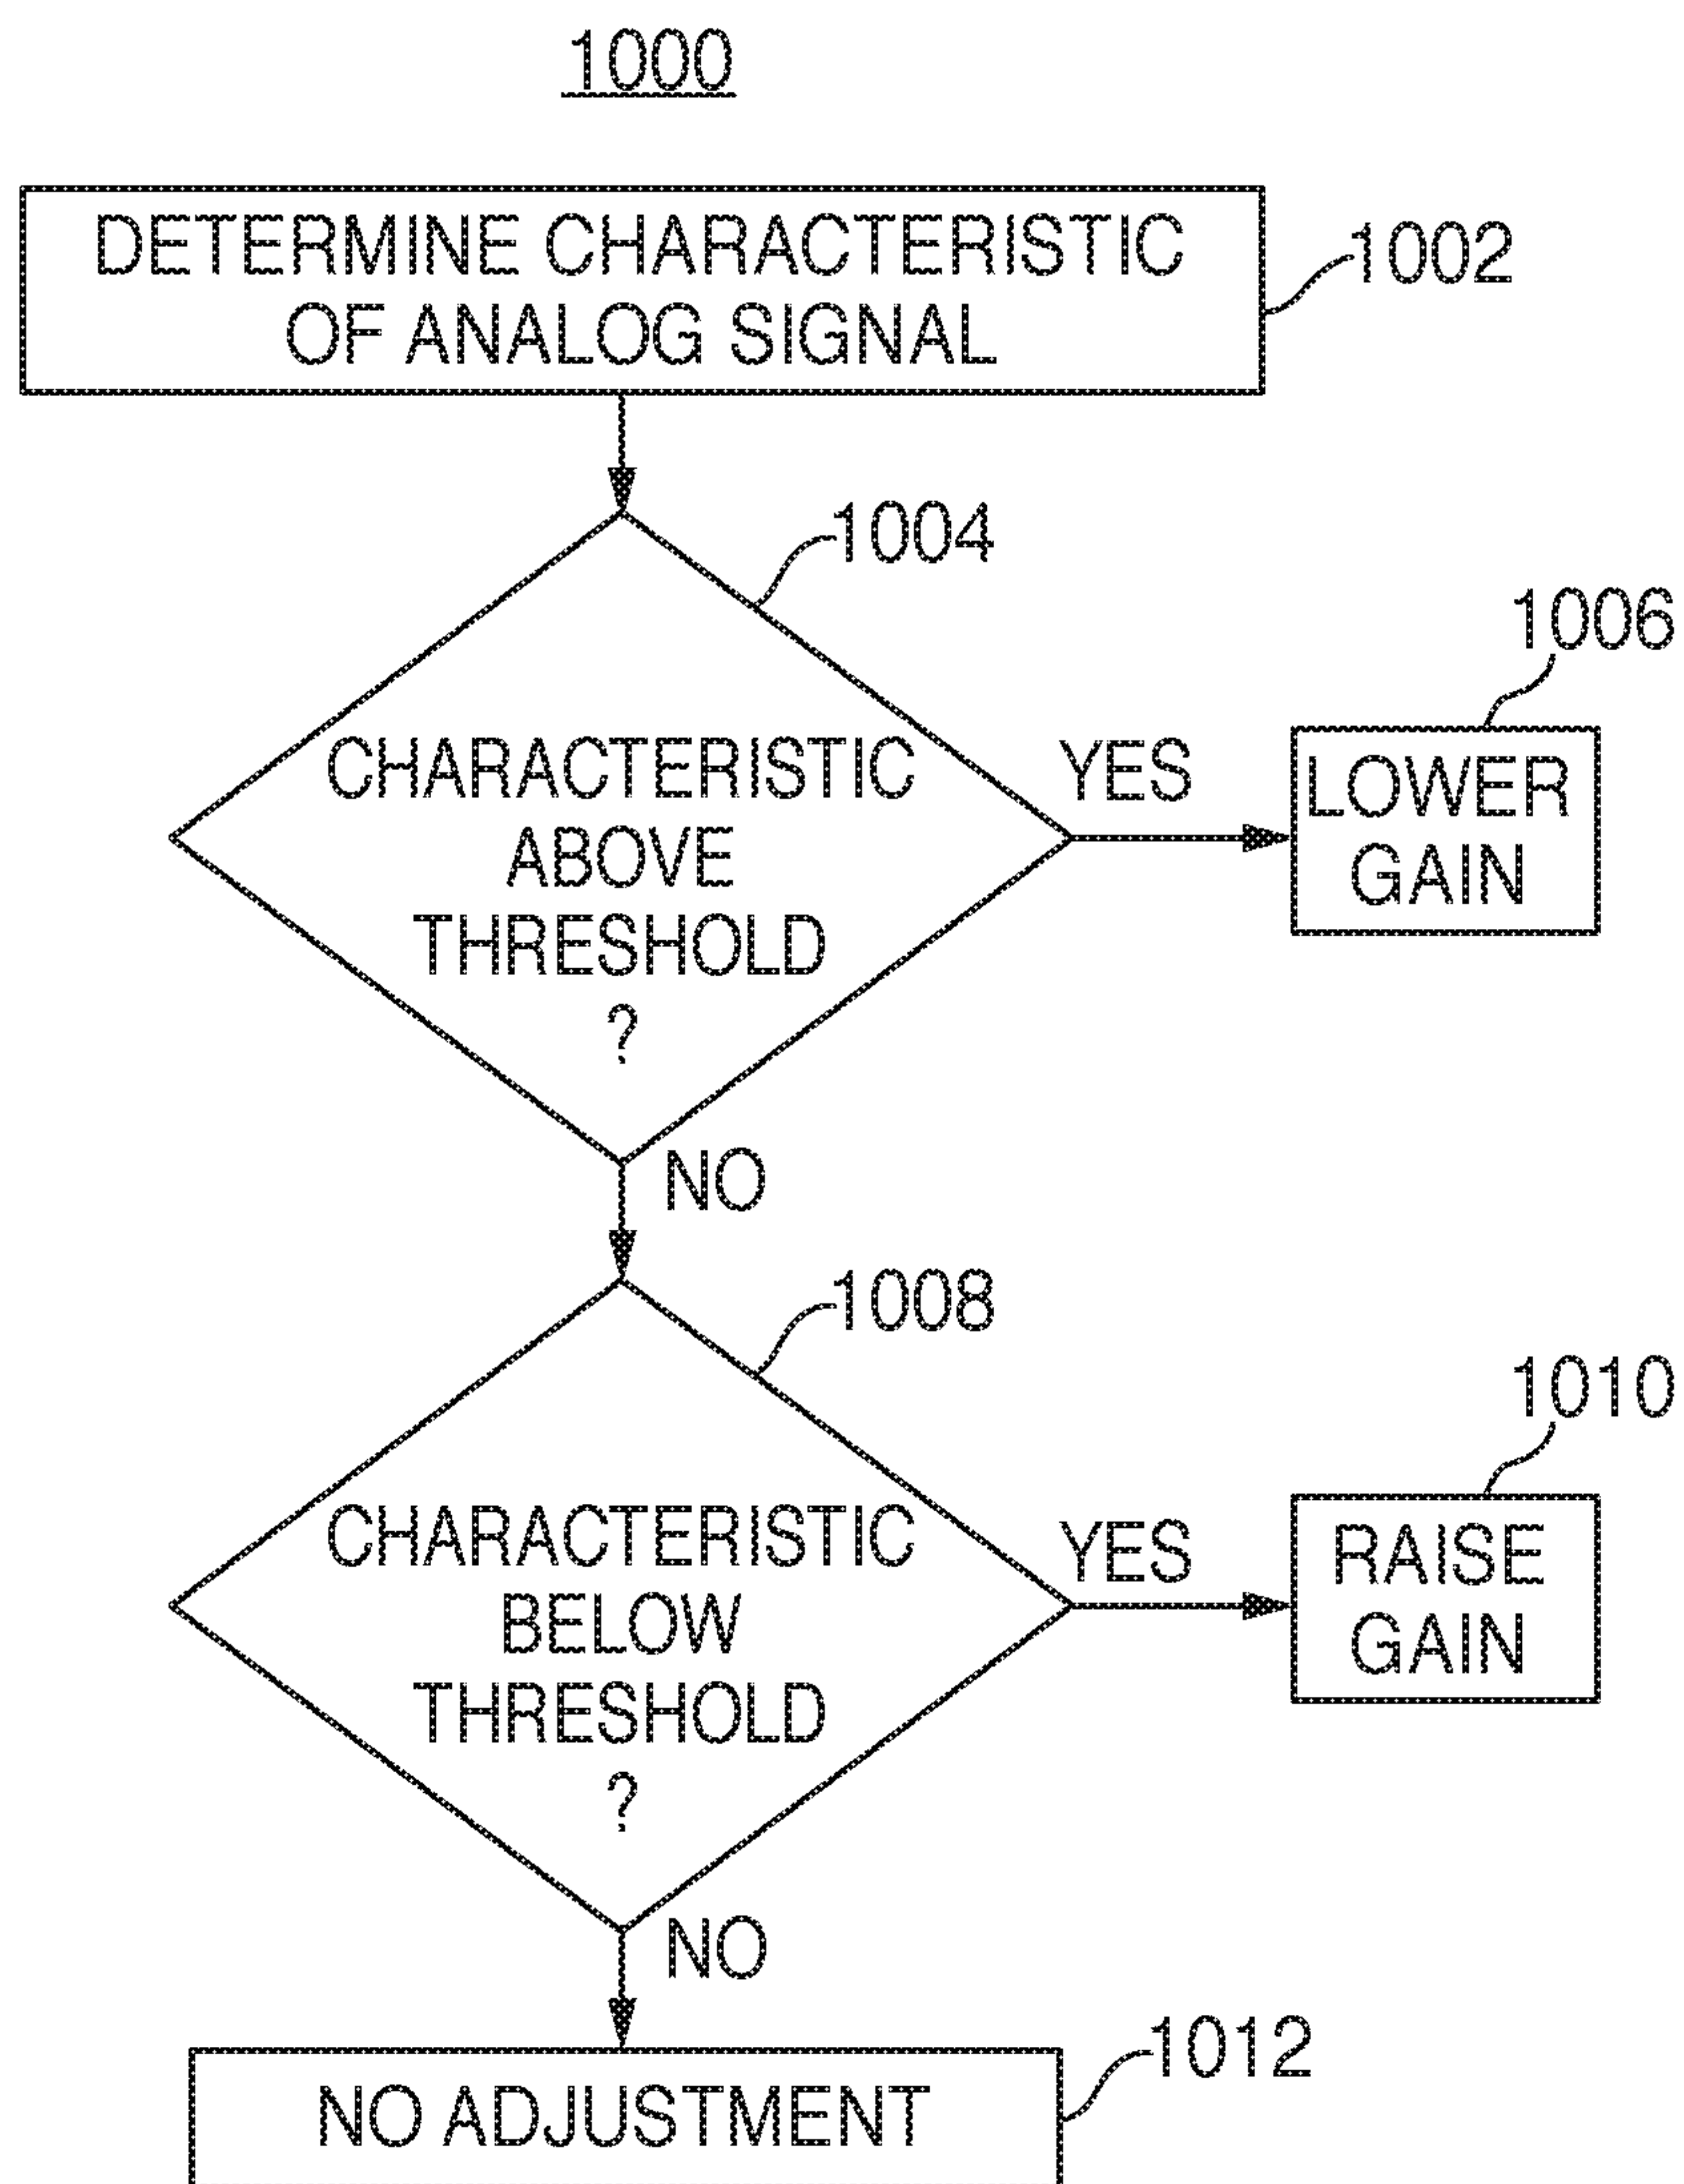 1000
DETERMINE CHARACTERISTIC
OF ANALOG SIGNAL
1002
1004
CHARACTERISTIC
ABOVE
THRESHOLD
?
YES
1006
LOWER
GAIN
NO
1008
CHARACTERISTIC
BELOW
THRESHOLD
?
YES
1010
RAISE
GAIN
NO
1012
NO ADJUSTMENT